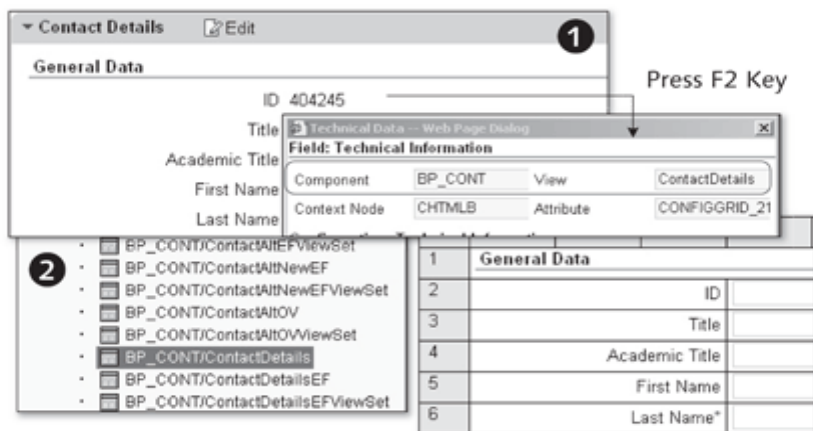 Contact Details Edit
1
General Data
Press F2 Key
ID 404245
Title
Technical Data -- Web Page Dialog
Field: Technical Information
Academic Title
Component BP_CONT View ContactDetails
First Name
Context Node CHTMLB Attribute CONFIGGRID_21
Last Name
2
BP_CONT/ContactAltEFViewSet
BP_CONT/ContactAltNewEF
BP_CONT/ContactAltNewEFViewSet
BP_CONT/ContactAltOV
BP_CONT/ContactAltOVViewSet
BP_CONT/ContactDetails
BP_CONT/ContactDetailsEF
BP_CONT/ContactDetailsEFViewSet
1 General Data
2 ID
3 Title
4 Academic Title
5 First Name
6 Last Name*